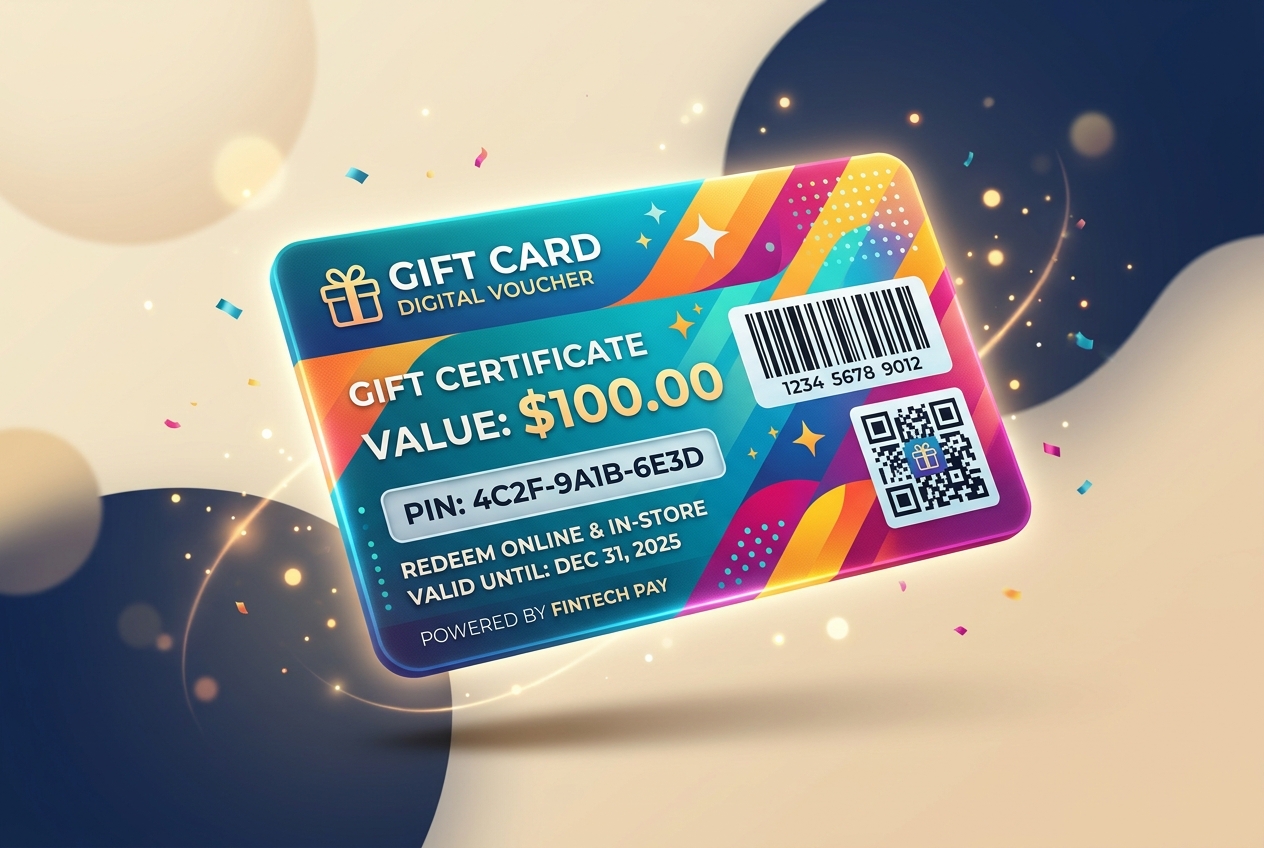 GIFT CARD
DIGITAL VOUCHER
GIFT CERTIFICATE
VALUE: $100.00
1234 5678 9012
PIN: 4C2F-9A1B-6E3D
REDEEM ONLINE & IN-STORE
VALID UNTIL: DEC 31, 2025
POWERED BY FINTECH PAY